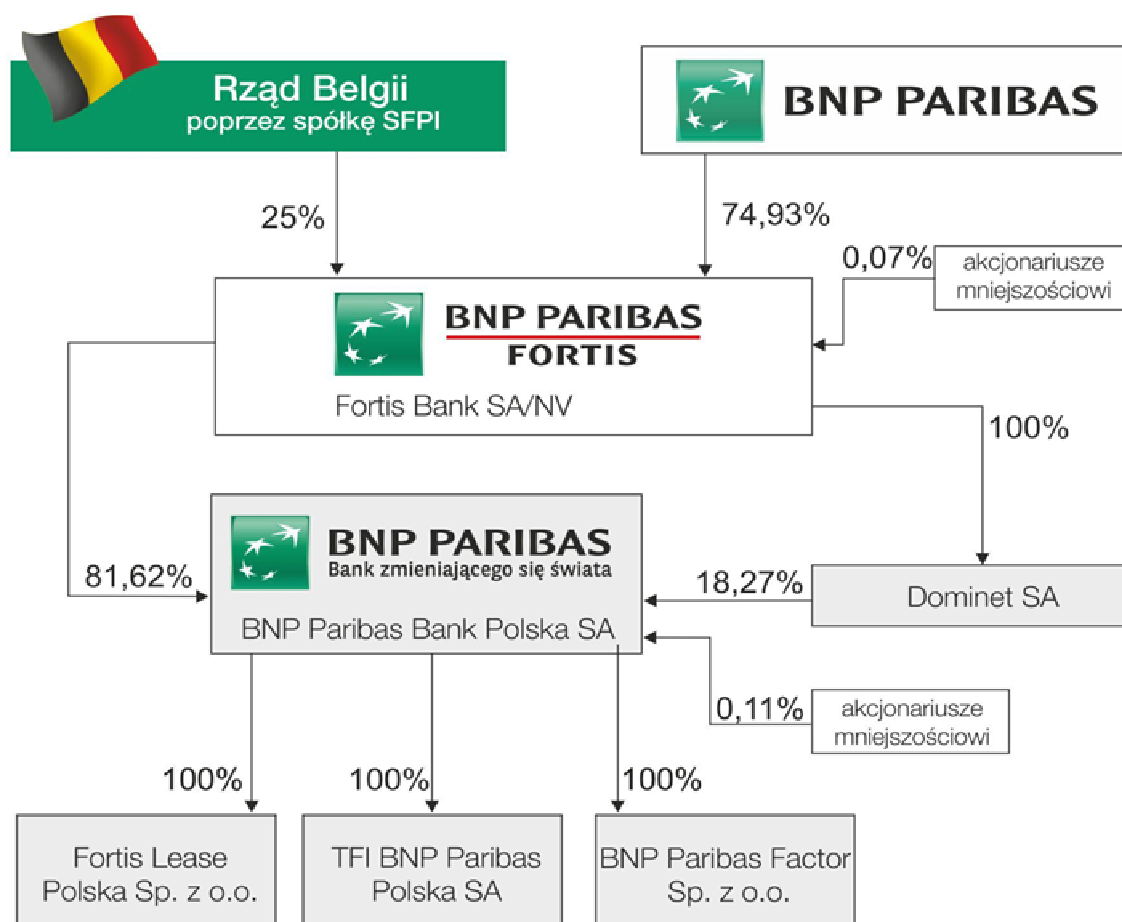 Rząd Belgii
poprzez spółkę SFPI
BNP PARIBAS
25%
74,93%
0,07%
akcjonariusze
mniejszościowi
BNP PARIBAS
FORTIS
Fortis Bank SA/NV
100%
BNP PARIBAS
Bank zmieniającego się świata
BNP Paribas Bank Polska SA
81,62%
18,27%
Dominet SA
0,11%
akcjonariusze
mniejszościowi
100%
100%
100%
Fortis Lease
Polska Sp. z o.o.
TFI BNP Paribas
Polska SA
BNP Paribas Factor
Sp. z o.o.